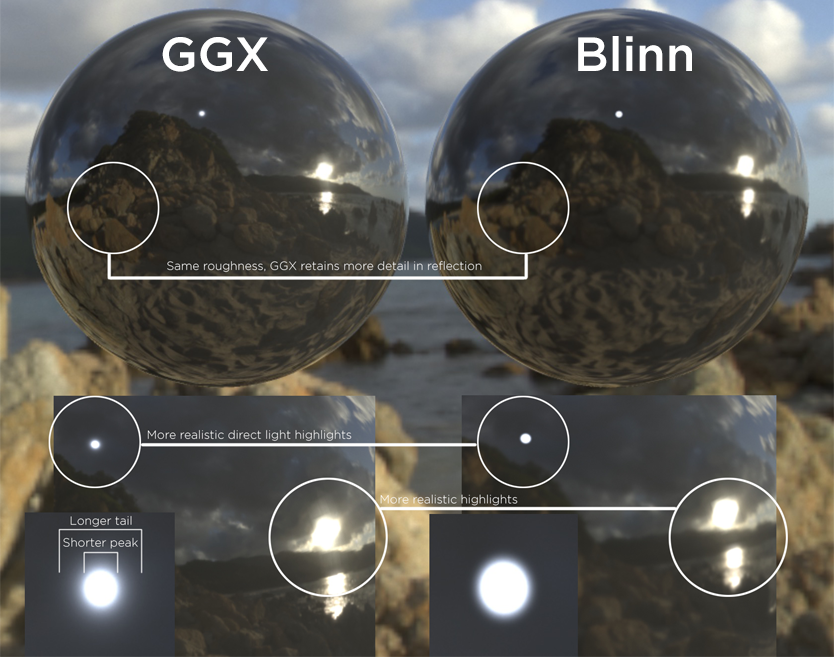 GGX
Blinn
Same roughness, GGX retains more detail in reflection
More realistic direct light highlights
More realistic highlights
Longer tail
Shorter peak